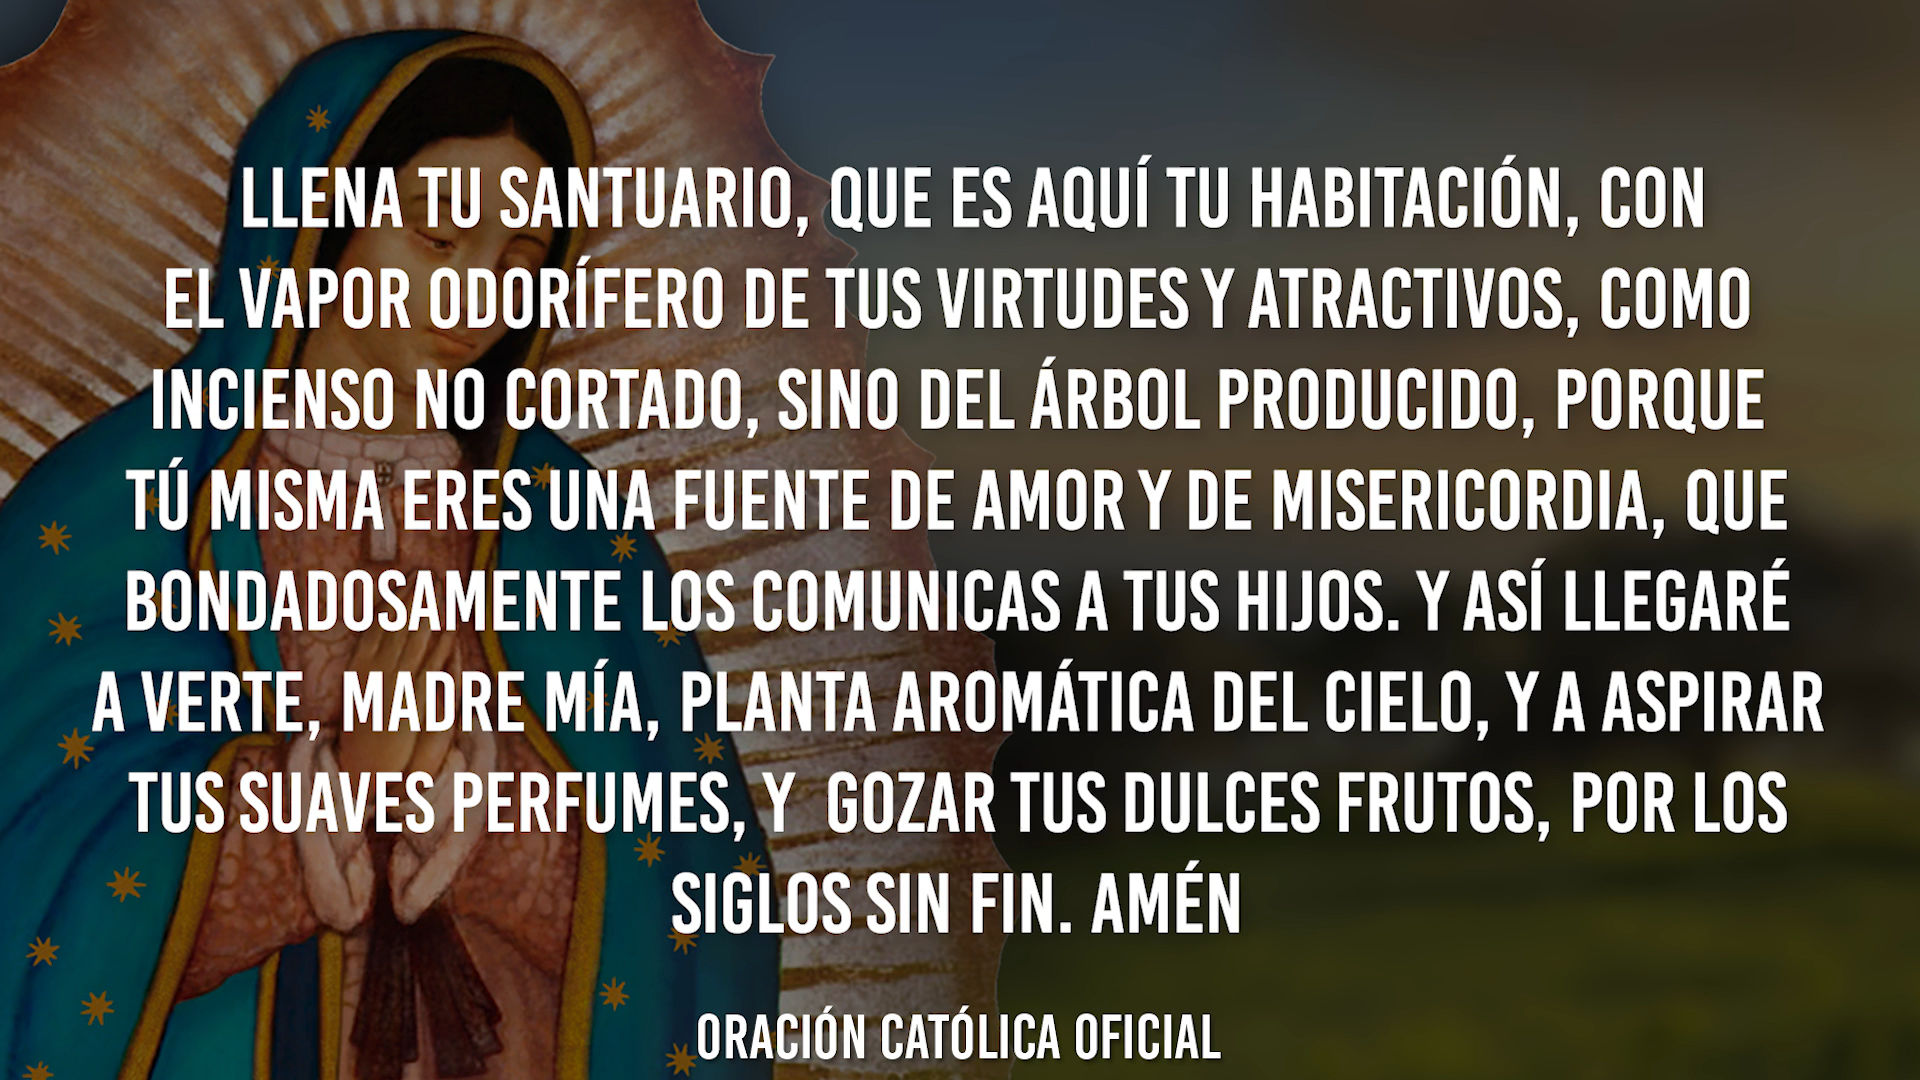 LLENA TU SANTUARIO, QUE ES AQUÍ TU HABITACIÓN, CON
EL VAPOR ODORÍFERO DE TUS VIRTUDES Y ATRACTIVOS, COMO
INCIENSO NO CORTADO, SINO DEL ÁRBOL PRODUCIDO, PORQUE
TÚ MISMA ERES UNA FUENTE DE AMOR Y DE MISERICORDIA, QUE
BONDADOSAMENTE LOS COMUNICAS A TUS HIJOS. Y ASÍ LLEGARÉ
A VERTE, MADRE MÍA, PLANTA AROMÁTICA DEL CIELO, Y A ASPIRAR
TUS SUAVES PERFUMES, Y  GOZAR TUS DULCES FRUTOS, POR LOS
SIGLOS SIN FIN. AMÉN
ORACIÓN CATÓLICA OFICIAL